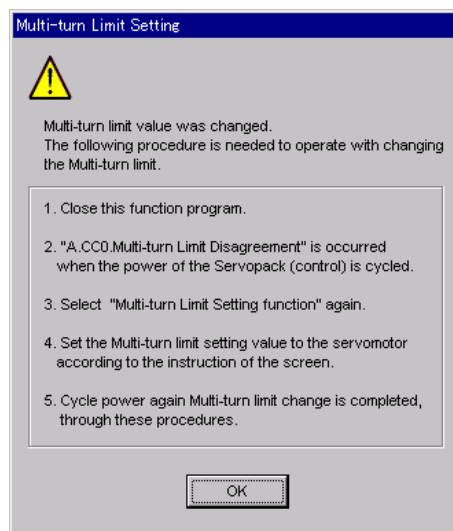 Multi-turn Limit Setting
Multi-turn limit value was changed.
The following procedure is needed to operate with changing
the Multi-turn limit.
1. Close this function program.
2. "A.CC0.Multi-turn Limit Disagreement" is occurred
when the power of the Servopack (control) is cycled.
3. Select "Multi-turn Limit Setting function" again.
4. Set the Multi-turn limit setting value to the servomotor
according to the instruction of the screen.
5. Cycle power again Multi-turn limit change is completed,
through these procedures.
OK